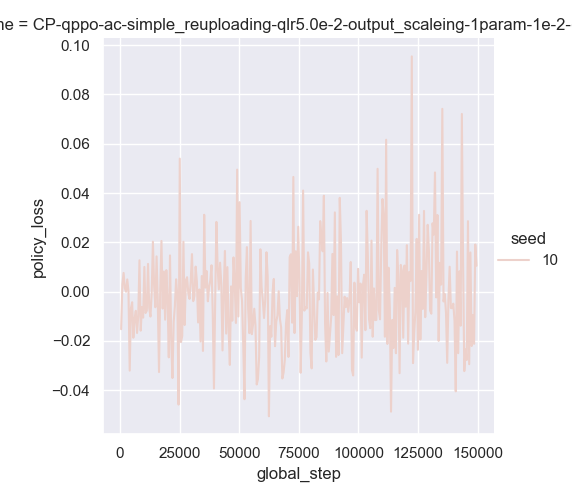 ne = CP-qppo-ac-simple_reuploading-qlr5.0e-2-output_scaleing-1param-1e-2-
0.10
0.08
0.06
0.04
0.02
0.00
−0.02
−0.04
policy_loss
0 25000 50000 75000 100000 125000 150000
global_step
seed
10